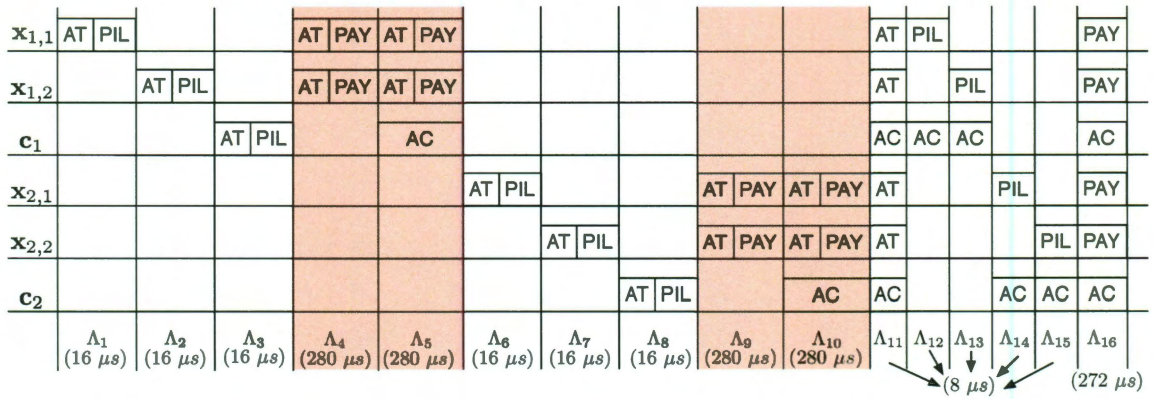 x₁,₁ AT PIL AT PAY AT PAY AT PIL PAY
x₁,₂ AT PIL AT PAY AT PAY AT PIL PAY
c₁ AT PIL AC AC AC AC AC
x₂,₁ AT PIL AT PAY AT PAY AT PIL PAY
x₂,₂ AT PIL AT PAY AT PAY AT PIL PAY
c₂ AT PIL AC AC AC AC AC
Λ₁ Λ₂ Λ₃ Λ₄ Λ₅ Λ₆ Λ₇ Λ₈ Λ₉ Λ₁₀ Λ₁₁ Λ₁₂ Λ₁₃ Λ₁₄ Λ₁₅ Λ₁₆
(16 μs) (16 μs) (16 μs) (280 μs) (280 μs) (16 μs) (16 μs) (16 μs) (280 μs) (280 μs)
(8 μs) (272 μs)